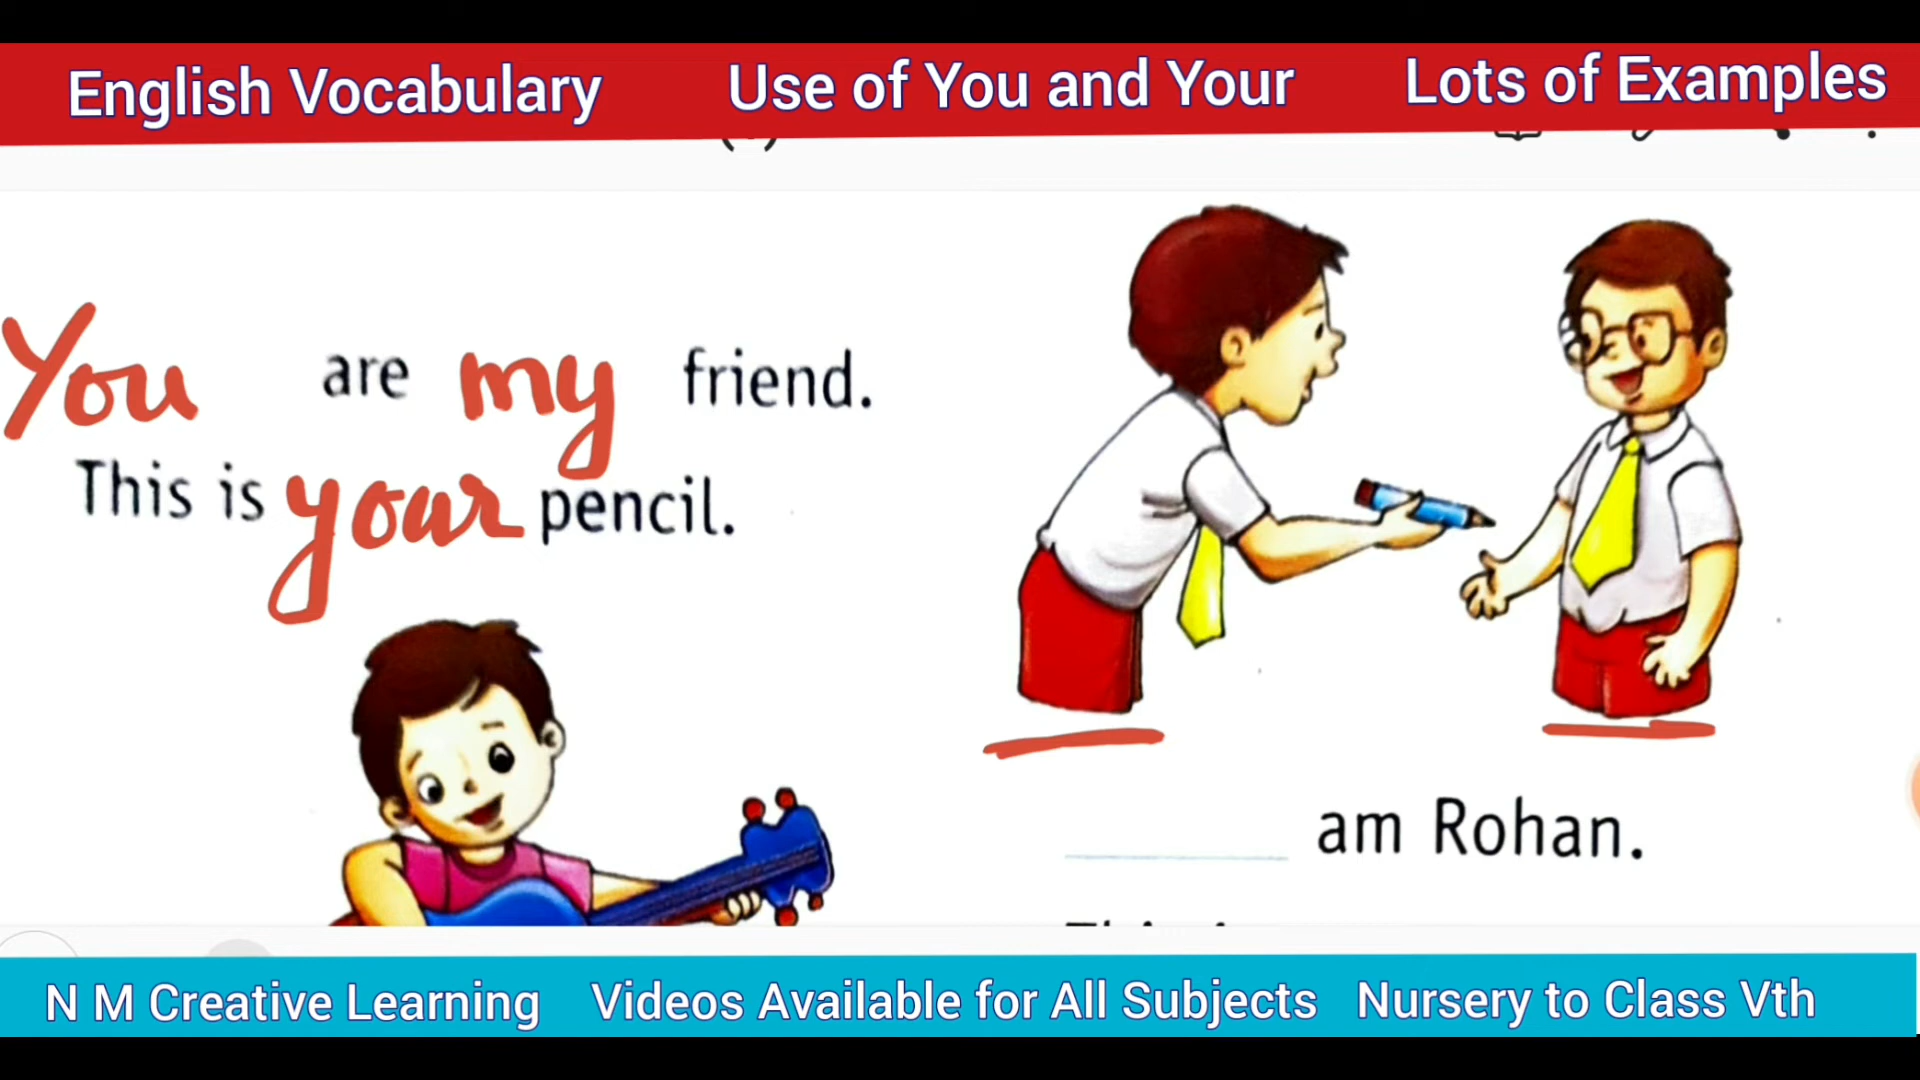 English Vocabulary Use of You and Your Lots of Examples
You are my friend.
This is your pencil.
am Rohan.
N M Creative Learning Videos Available for All Subjects Nursery to Class Vth